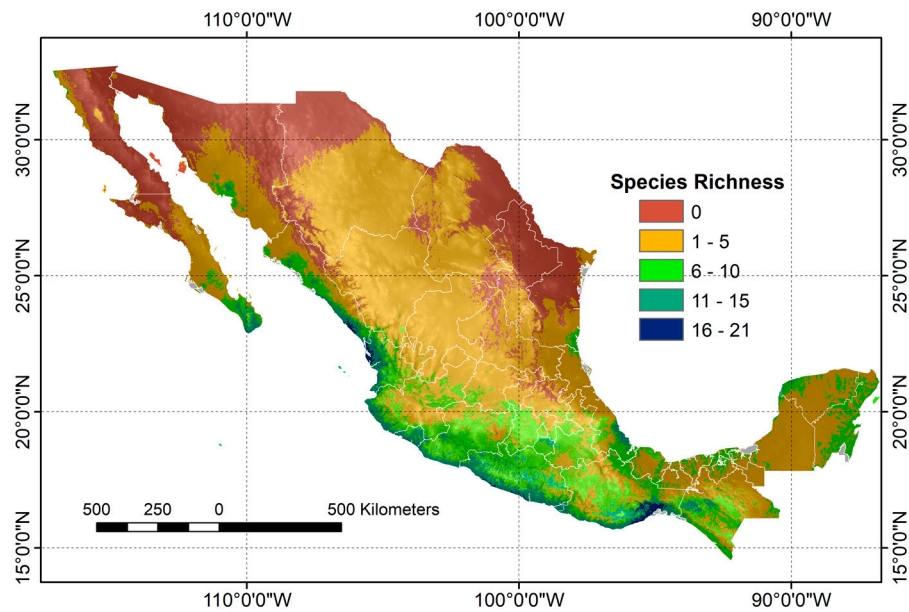 110°0'0"W 100°0'0"W 90°0'0"W
30°0'0"N 30°0'0"N
Species Richness
0
1 - 5
6 - 10
11 - 15
16 - 21
25°0'0"N 25°0'0"N
20°0'0"N 20°0'0"N
500 250 0 500 Kilometers
15°0'0"N 15°0'0"N
110°0'0"W 100°0'0"W 90°0'0"W